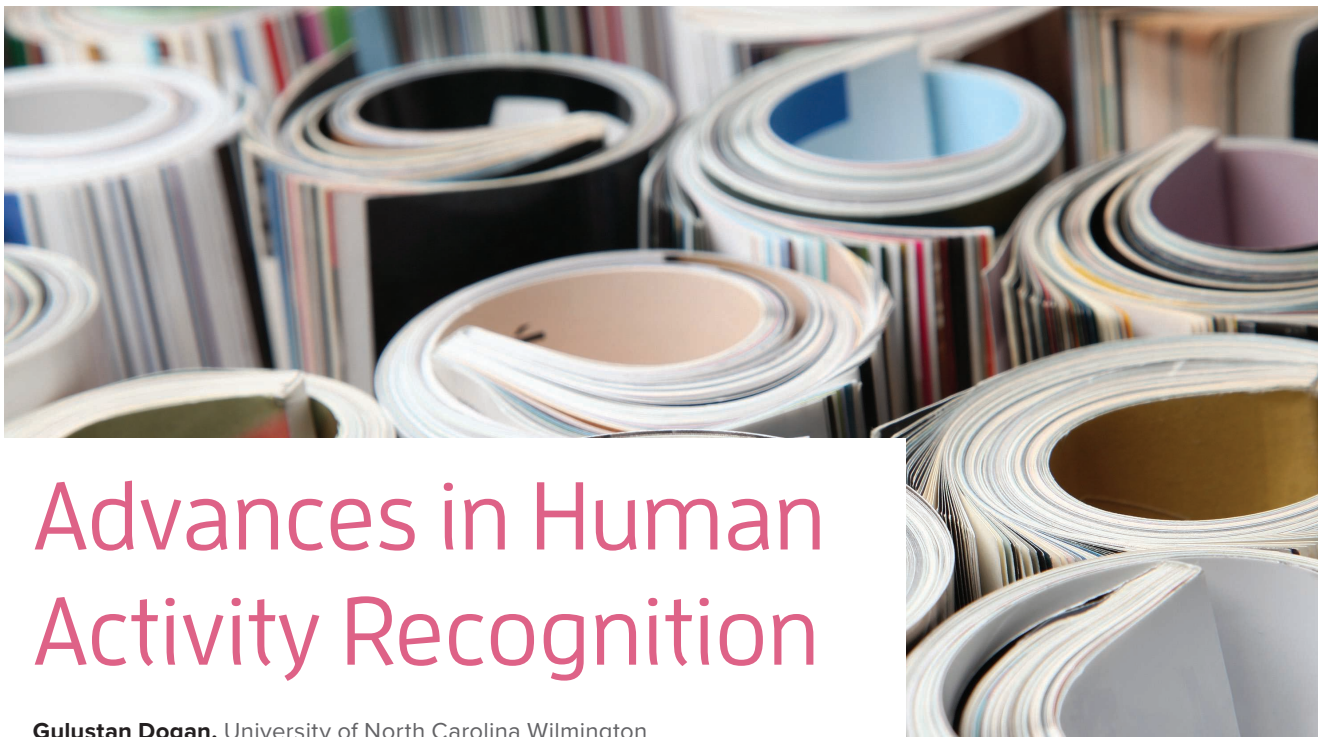 Advances in Human
Activity Recognition
Gulustan Dogan, University of North Carolina Wilmington